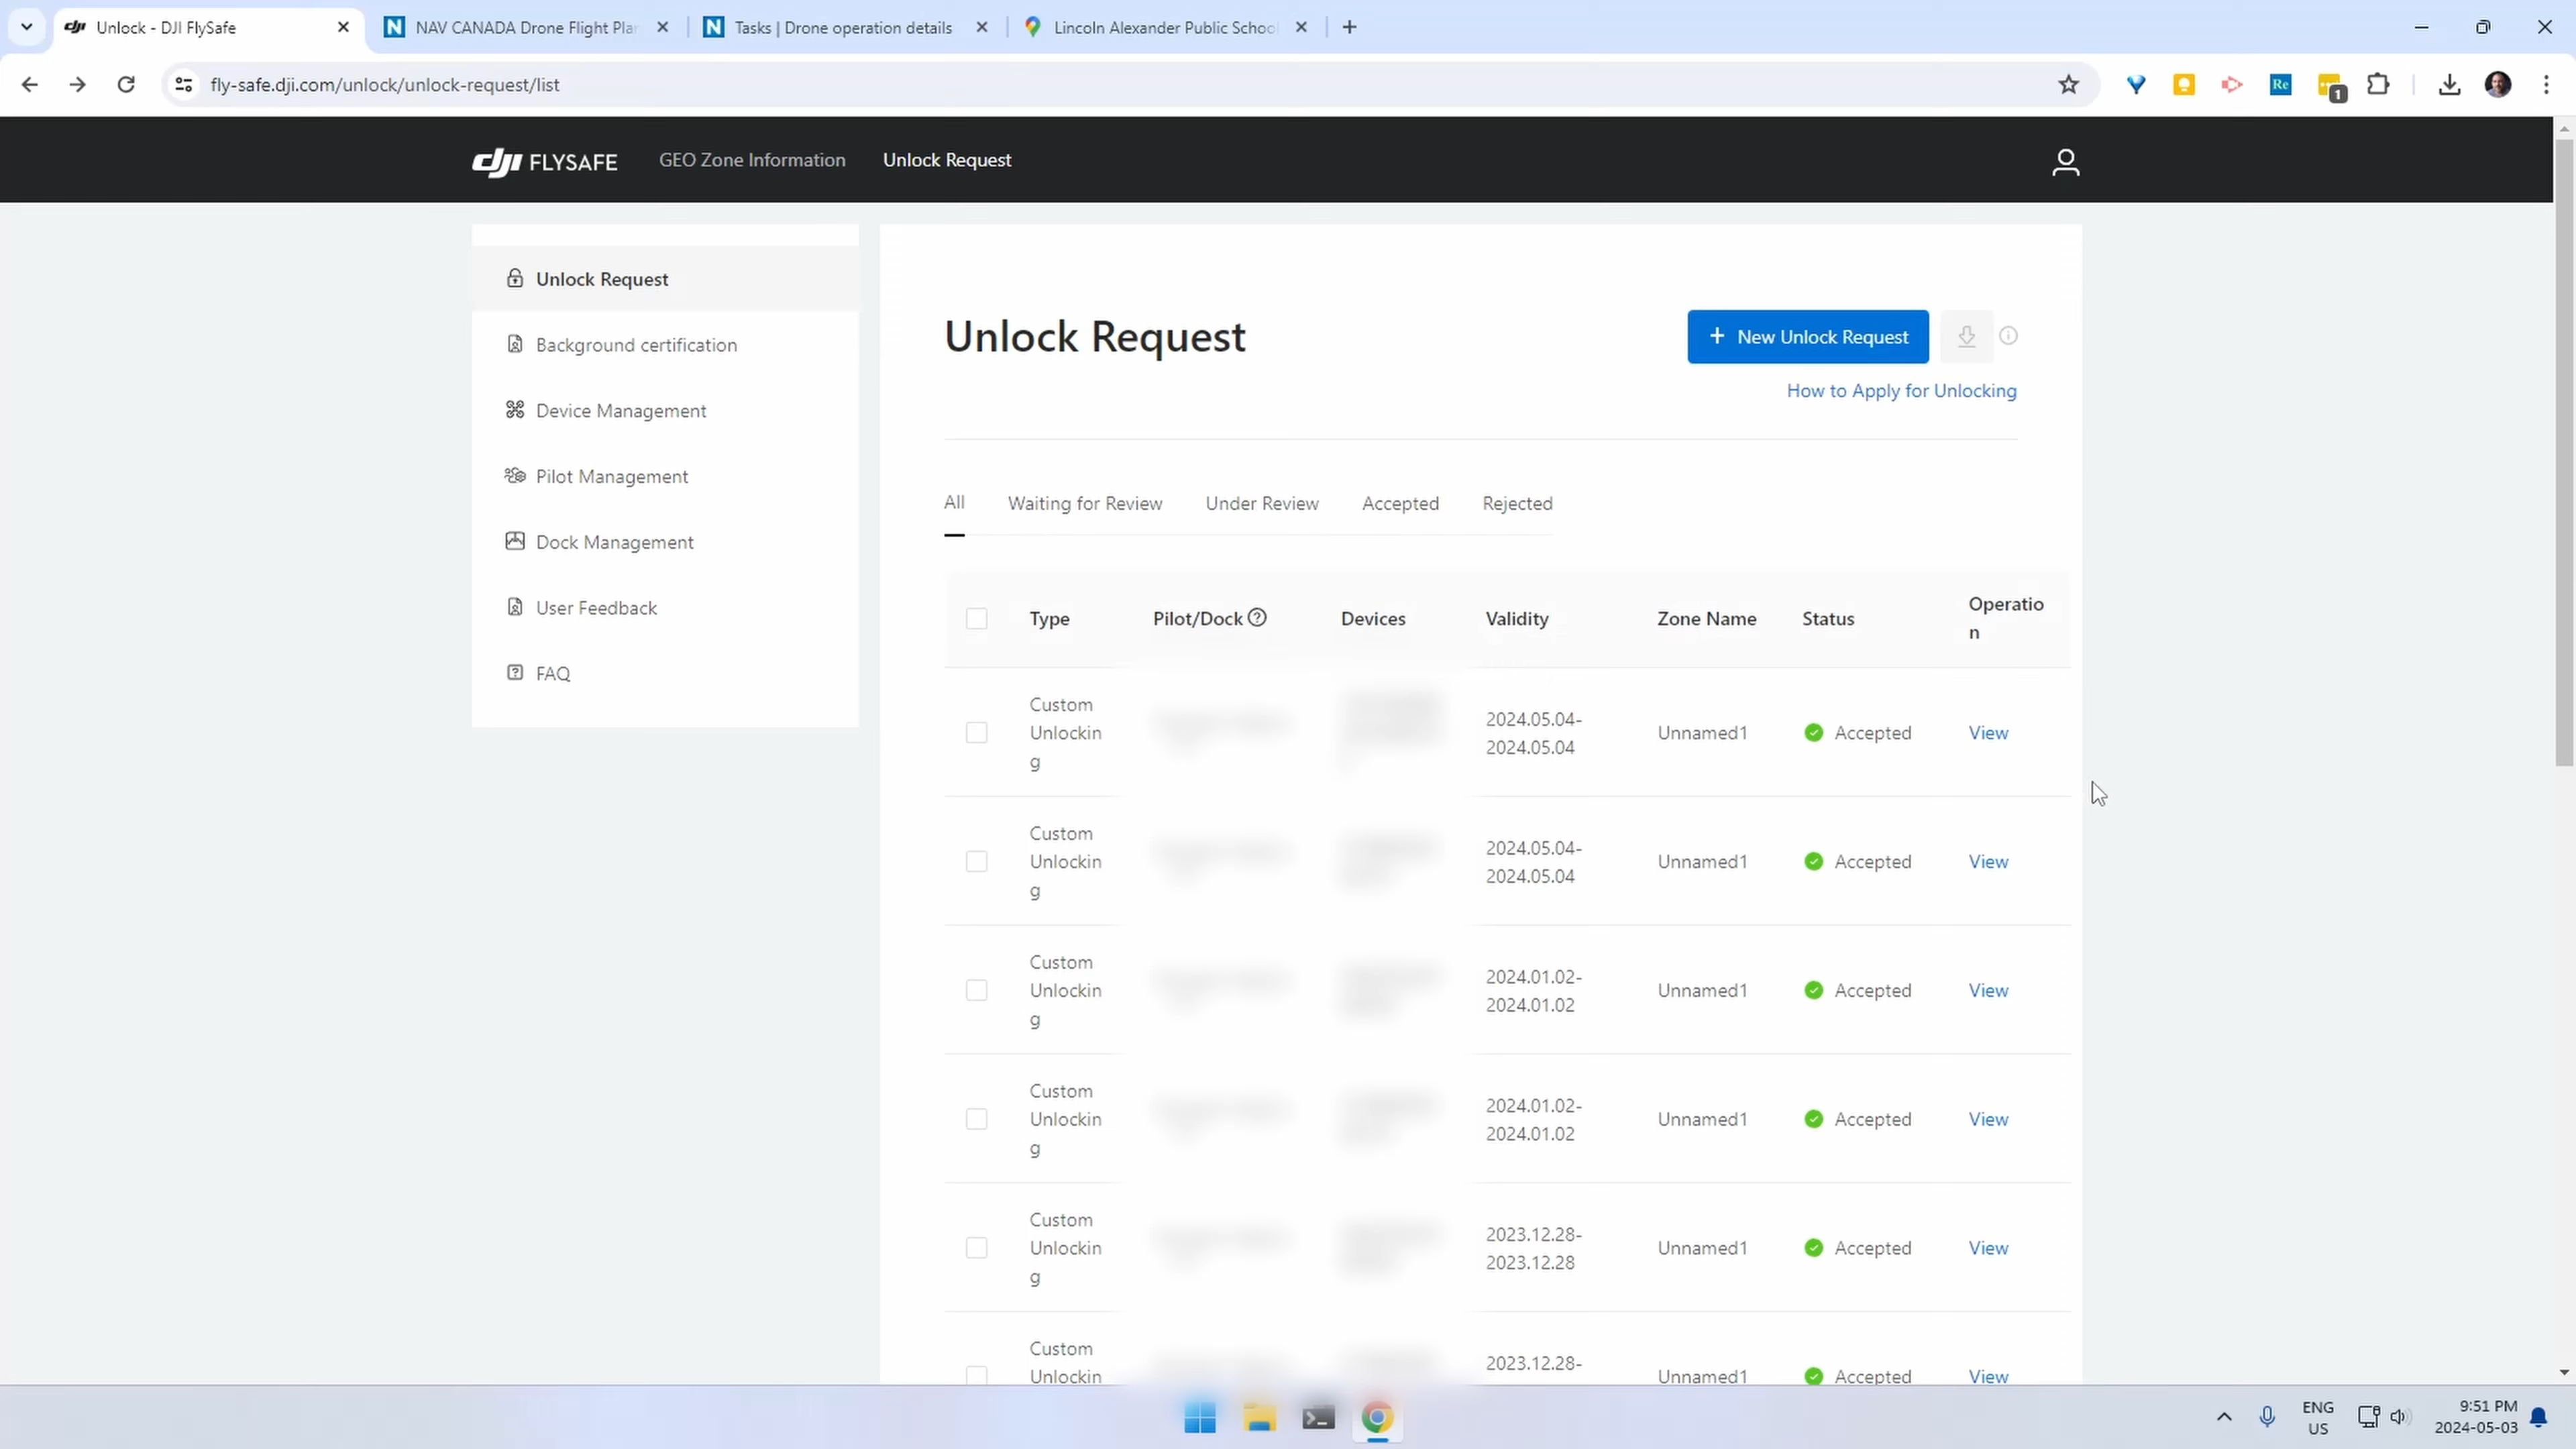 Unlock - DJI FlySafe
NAV CANADA Drone Flight Plan
Tasks | Drone operation details
Lincoln Alexander Public School
fly-safe.dji.com/unlock/unlock-request/list
Re
1
dji FLYSAFE
GEO Zone Information
Unlock Request
Unlock Request
Background certification
Device Management
Pilot Management
Dock Management
User Feedback
FAQ
Unlock Request
+ New Unlock Request
How to Apply for Unlocking
All
Waiting for Review
Under Review
Accepted
Rejected
Type
Pilot/Dock
Devices
Validity
Zone Name
Status
Operatio
n
Custom
Unlockin
g
2024.05.04-
2024.05.04
Unnamed1
Accepted
View
Custom
Unlockin
g
2024.05.04-
2024.05.04
Unnamed1
Accepted
View
Custom
Unlockin
g
2024.01.02-
2024.01.02
Unnamed1
Accepted
View
Custom
Unlockin
g
2024.01.02-
2024.01.02
Unnamed1
Accepted
View
Custom
Unlockin
g
2023.12.28-
2023.12.28
Unnamed1
Accepted
View
Custom
Unlockin
2023.12.28-
Unnamed1
Accepted
View
ENG
US
9:51 PM
2024-05-03